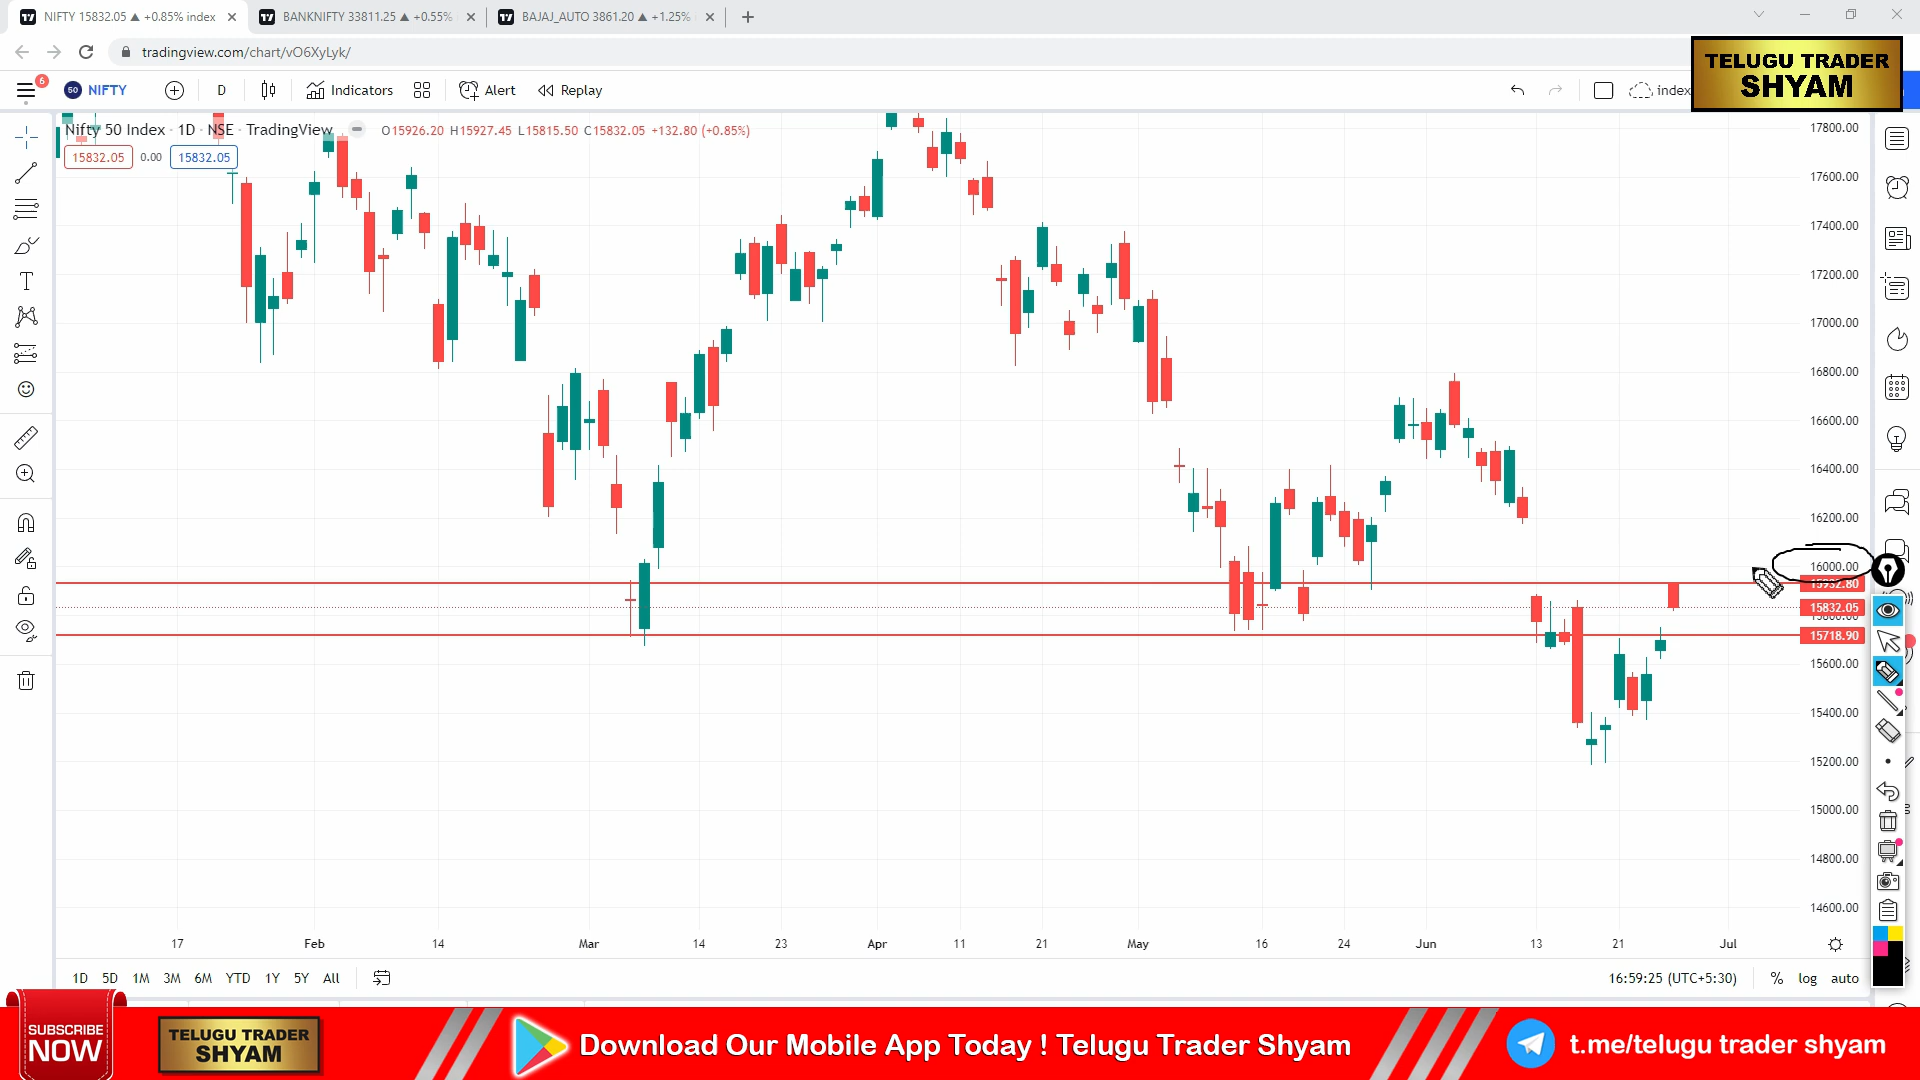 NIFTY 15832.05 ▲ +0.85% index
BANKNIFTY 33811.25 ▲ +0.55%
BAJAJ_AUTO 3861.20 ▲ +1.25%
tradingview.com/chart/vO6XyLyk/
TELUGU TRADER
SHYAM
6
50 NIFTY
D
Indicators
Alert
Replay
index
Nifty 50 Index · 1D · NSE · TradingView
O15926.20 H15927.45 L15815.50 C15832.05 +132.80 (+0.85%)
15832.05 0.00 15832.05
17800.00
17600.00
17400.00
17200.00
17000.00
16800.00
16600.00
16400.00
16200.00
16000.00
15932.80
15832.05
15800.00
15718.90
15600.00
15400.00
15200.00
15000.00
14800.00
14600.00
17 Feb 14 Mar 14 23 Apr 11 21 May 16 24 Jun 13 21 Jul
1D 5D 1M 3M 6M YTD 1Y 5Y All
16:59:25 (UTC+5:30) % log auto
SUBSCRIBE
NOW
TELUGU TRADER
SHYAM
Download Our Mobile App Today ! Telugu Trader Shyam
t.me/telugu trader shyam